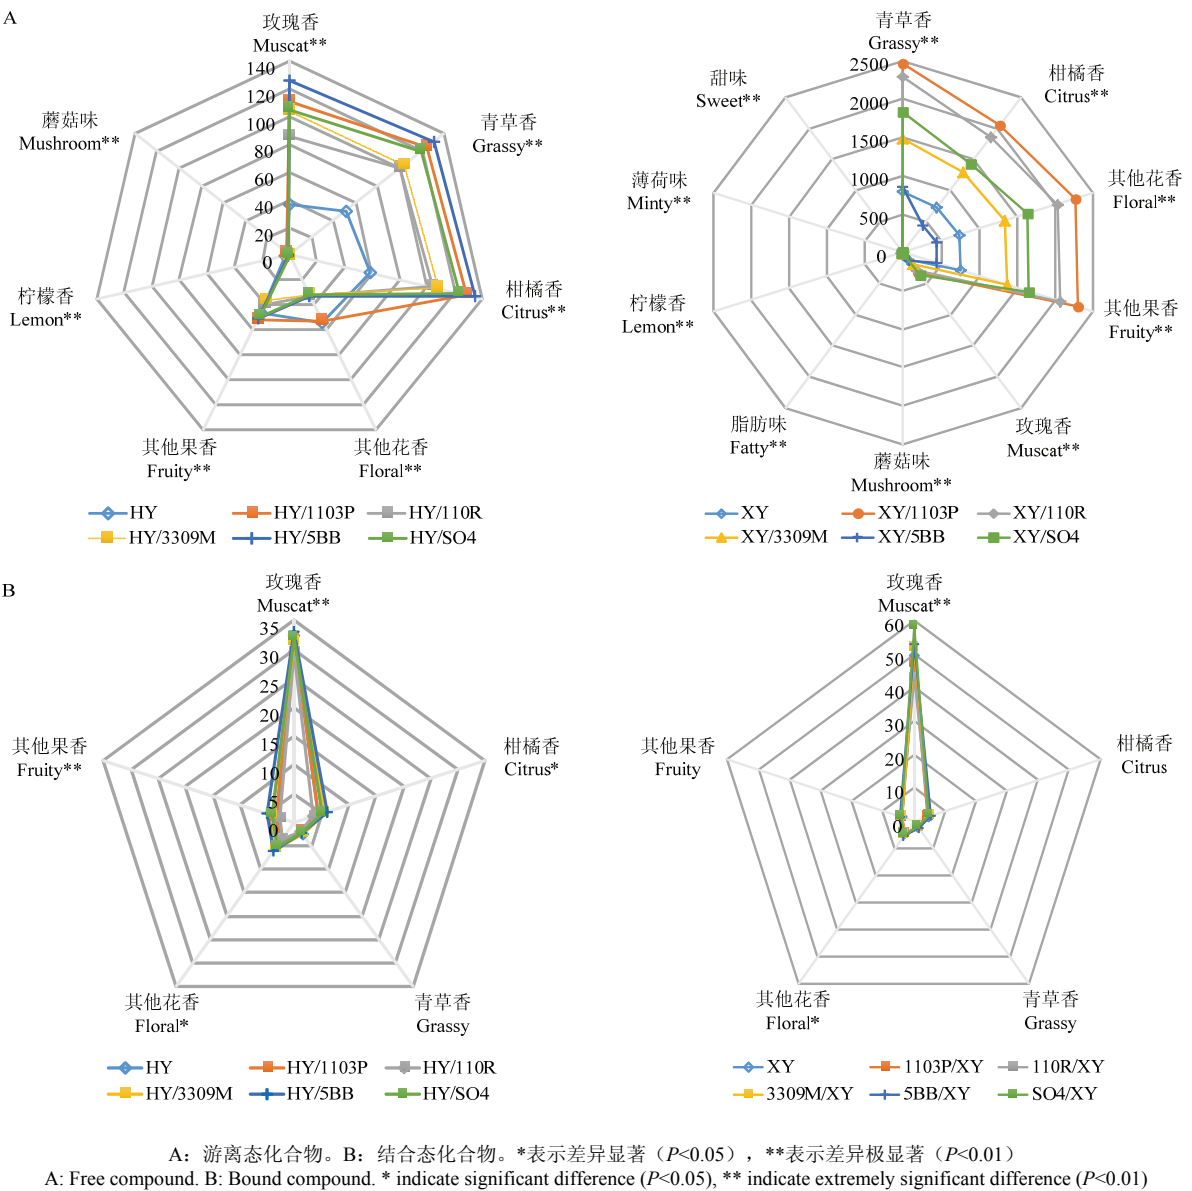 A
玫瑰香
Muscat**
140
120
100
80
60
40
20
0
青草香
Grassy**
柑橘香
Citrus**
其他花香
Floral**
其他果香
Fruity**
柠檬香
Lemon**
蘑菇味
Mushroom**
HY
HY/1103P
HY/110R
HY/3309M
HY/5BB
HY/SO4
青草香
Grassy**
2500
2000
1500
1000
500
0
柑橘香
Citrus**
其他花香
Floral**
其他果香
Fruity**
玫瑰香
Muscat**
蘑菇味
Mushroom**
脂肪味
Fatty**
柠檬香
Lemon**
薄荷味
Minty**
甜味
Sweet**
XY
XY/1103P
XY/110R
XY/3309M
XY/5BB
XY/SO4
B
玫瑰香
Muscat**
35
30
25
20
15
10
5
0
柑橘香
Citrus*
青草香
Grassy
其他花香
Floral*
其他果香
Fruity**
HY
HY/1103P
HY/110R
HY/3309M
HY/5BB
HY/SO4
玫瑰香
Muscat**
60
50
40
30
20
10
0
柑橘香
Citrus
青草香
Grassy
其他花香
Floral*
其他果香
Fruity
XY
1103P/XY
110R/XY
3309M/XY
5BB/XY
SO4/XY
A：游离态化合物。B：结合态化合物。*表示差异显著（P<0.05），**表示差异极显著（P<0.01）
A: Free compound. B: Bound compound. * indicate significant difference (P<0.05), ** indicate extremely significant difference (P<0.01)